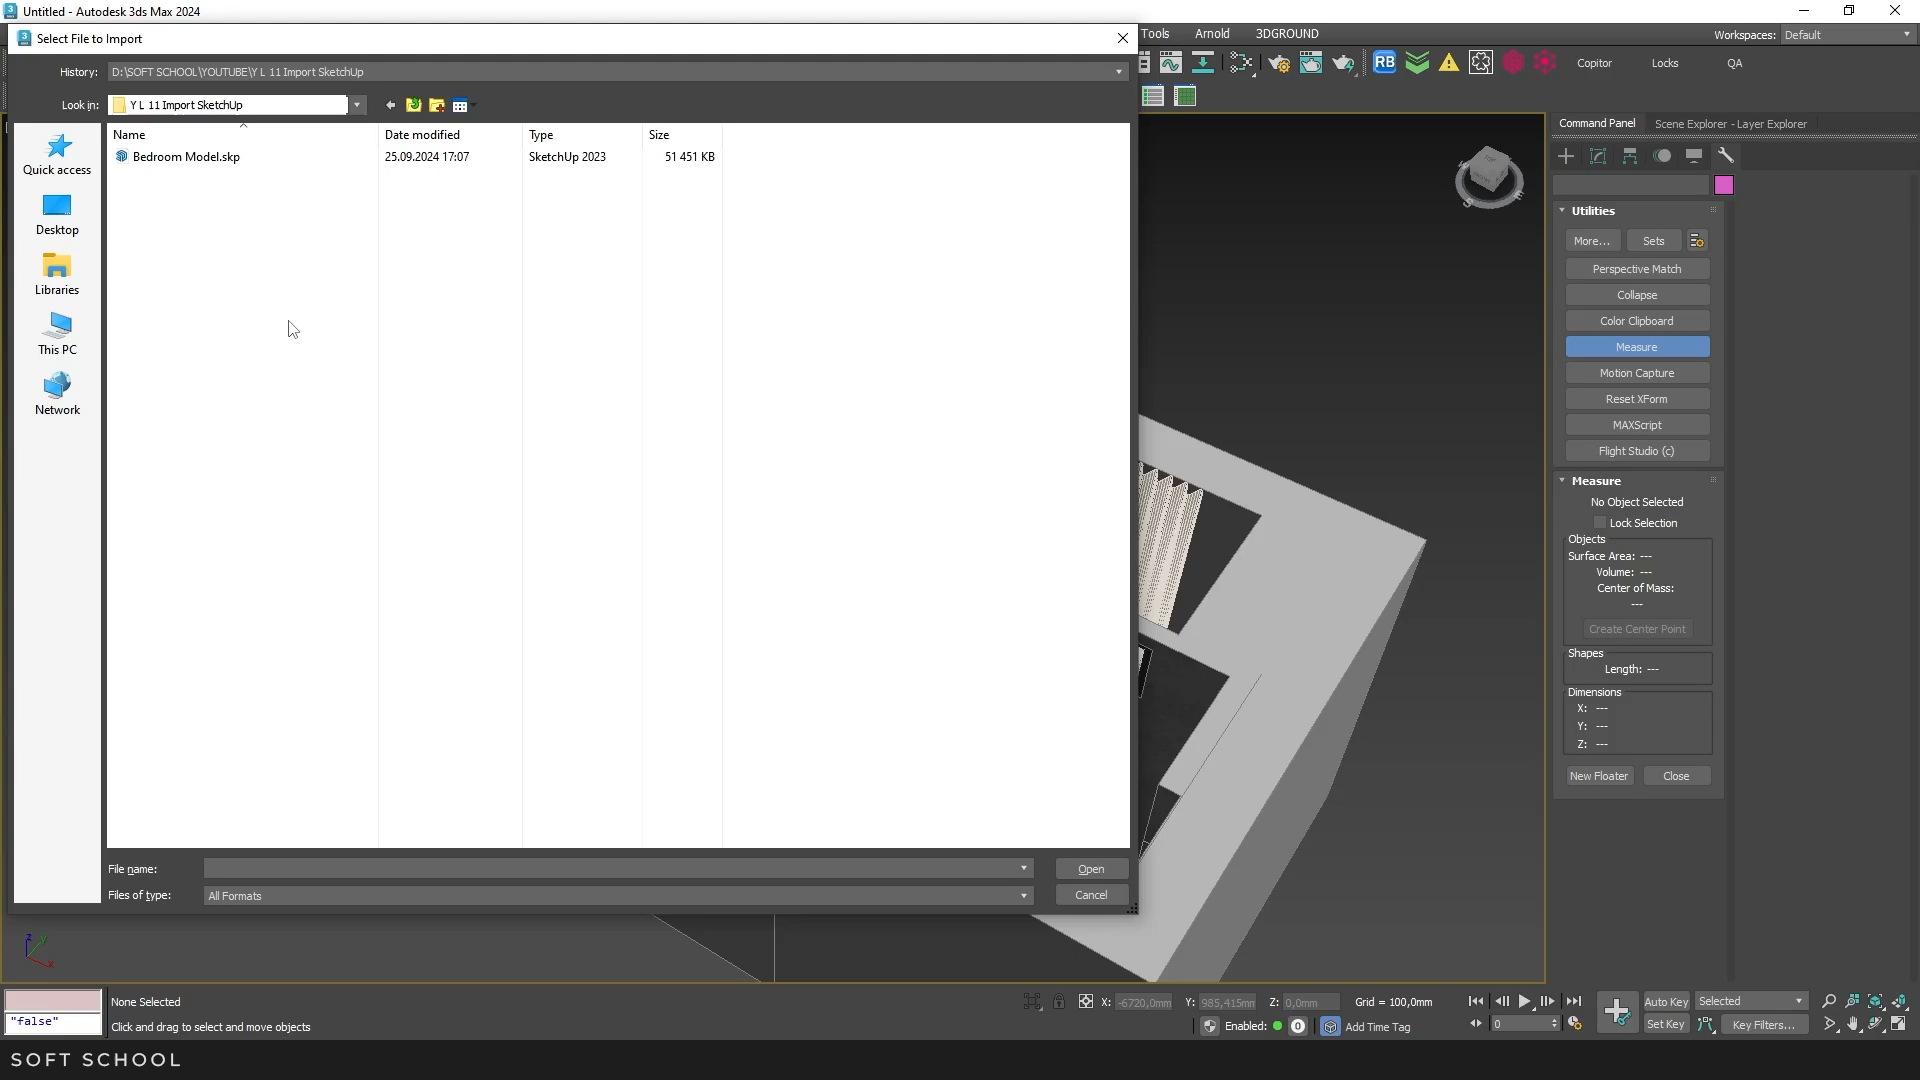 Untitled - Autodesk 3ds Max 2024
Select File to Import
Tools Arnold 3DGROUND
Workspaces: Default
History: D:\SOFT SCHOOL\YOUTUBE\Y L 11 Import SketchUp
RB Copitor Locks QA
Look in: Y L 11 Import SketchUp
Name Date modified Type Size
Bedroom Model.skp 25.09.2024 17:07 SketchUp 2023 51 451 KB
Quick access
Desktop
Libraries
This PC
Network
Command Panel Scene Explorer - Layer Explorer
Utilities
More... Sets
Perspective Match
Collapse
Color Clipboard
Measure
Motion Capture
Reset XForm
MAXScript
Flight Studio (c)
Measure
No Object Selected
Lock Selection
Objects
Surface Area: ---
Volume: ---
Center of Mass:
---
Create Center Point
Shapes
Length: ---
Dimensions
X: ---
Y: ---
Z: ---
New Floater Close
File name: Open
Files of type: All Formats Cancel
z y x
None Selected
"false"
Click and drag to select and move objects
X: -6720,0mm Y: 985,415mm Z: 0,0mm Grid = 100,0mm
Enabled: 0 Add Time Tag
0
Auto Key Selected
Set Key Key Filters...
SOFT SCHOOL